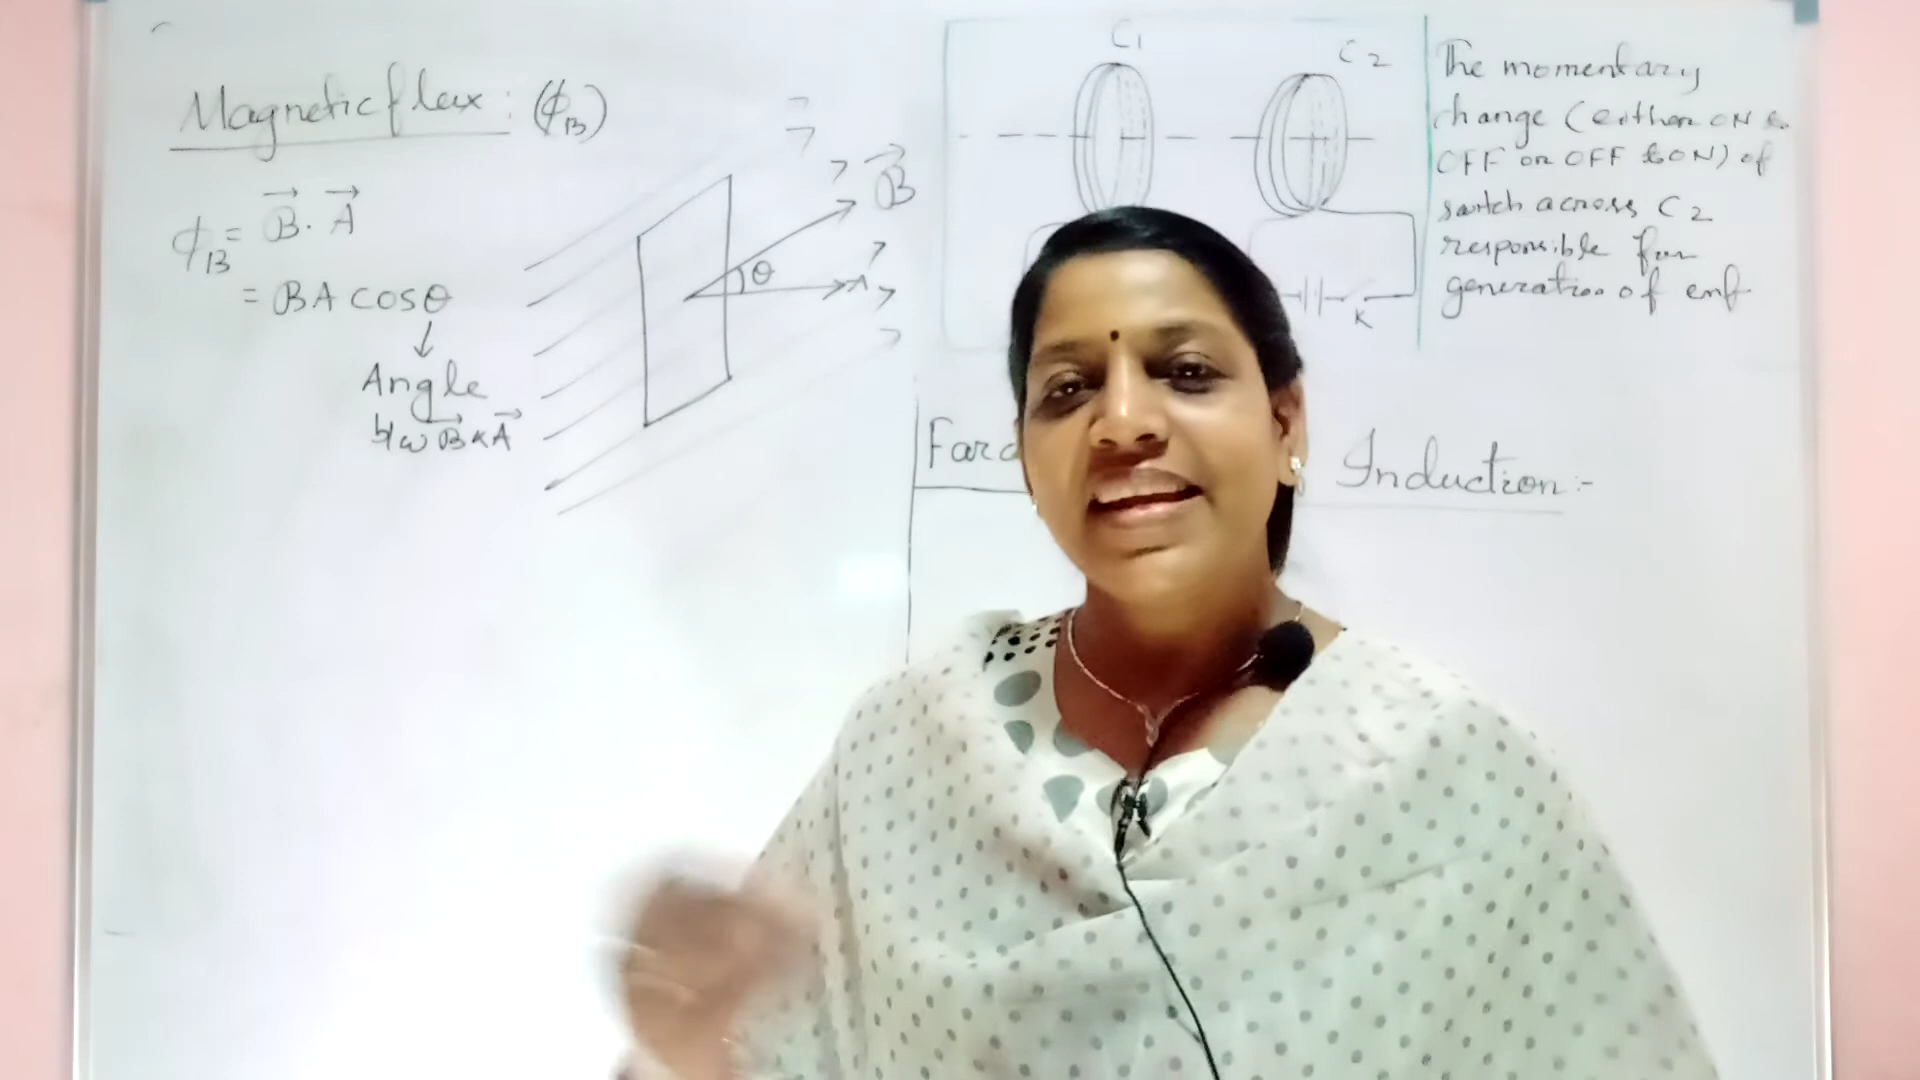 Magnetic flux : (ϕB)
ϕB = B⃗ . A⃗
= BA cosθ
↓
Angle
b/w B⃗ & A⃗
B⃗
θ
A
C1
C2
K
The momentary
change (either ON to
OFF or OFF to ON) of
switch across C2
responsible for
generation of emf
Induction :-